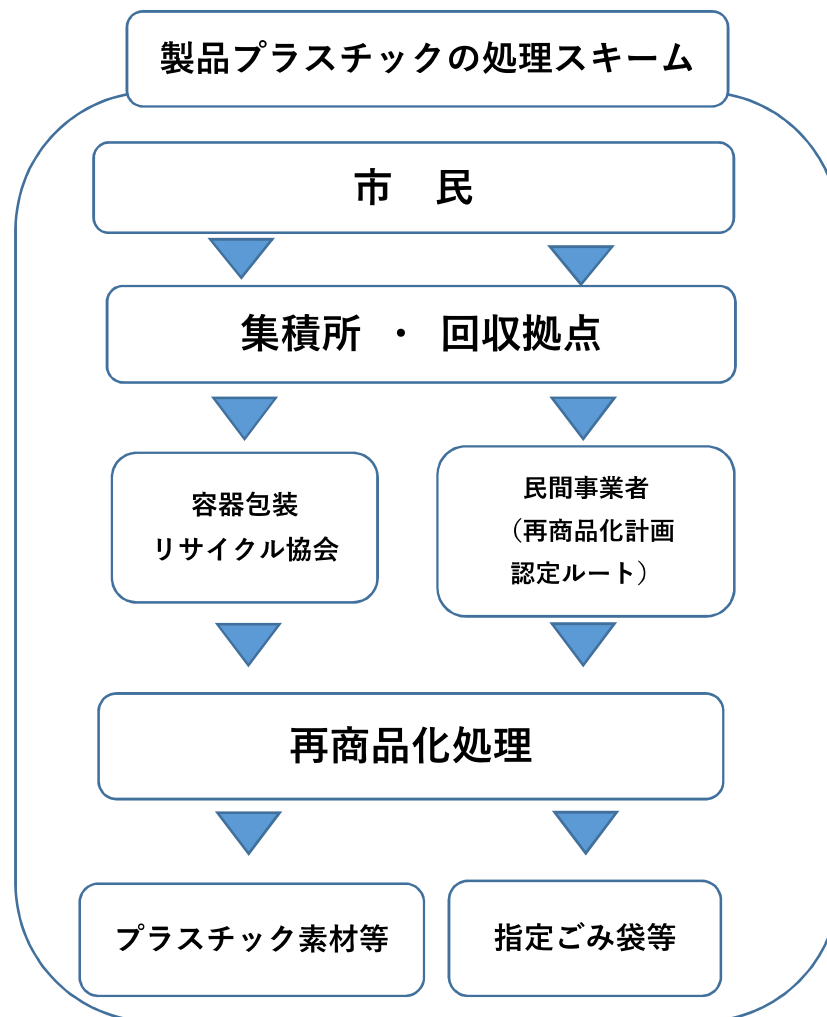 製品プラスチックの処理スキーム
市　民
集積所 ・ 回収拠点
容器包装
リサイクル協会
民間事業者
（再商品化計画
認定ルート）
再商品化処理
プラスチック素材等
指定ごみ袋等